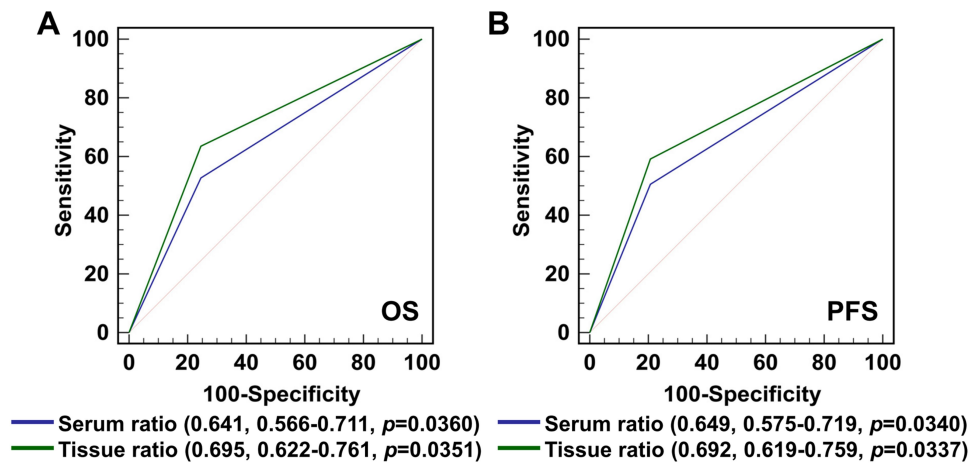 A
B
Sensitivity
100
80
60
40
20
0
OS
0 20 40 60 80 100
100-Specificity
Sensitivity
100
80
60
40
20
0
PFS
0 20 40 60 80 100
100-Specificity
Serum ratio (0.641, 0.566-0.711, p=0.0360)
Tissue ratio (0.695, 0.622-0.761, p=0.0351)
Serum ratio (0.649, 0.575-0.719, p=0.0340)
Tissue ratio (0.692, 0.619-0.759, p=0.0337)